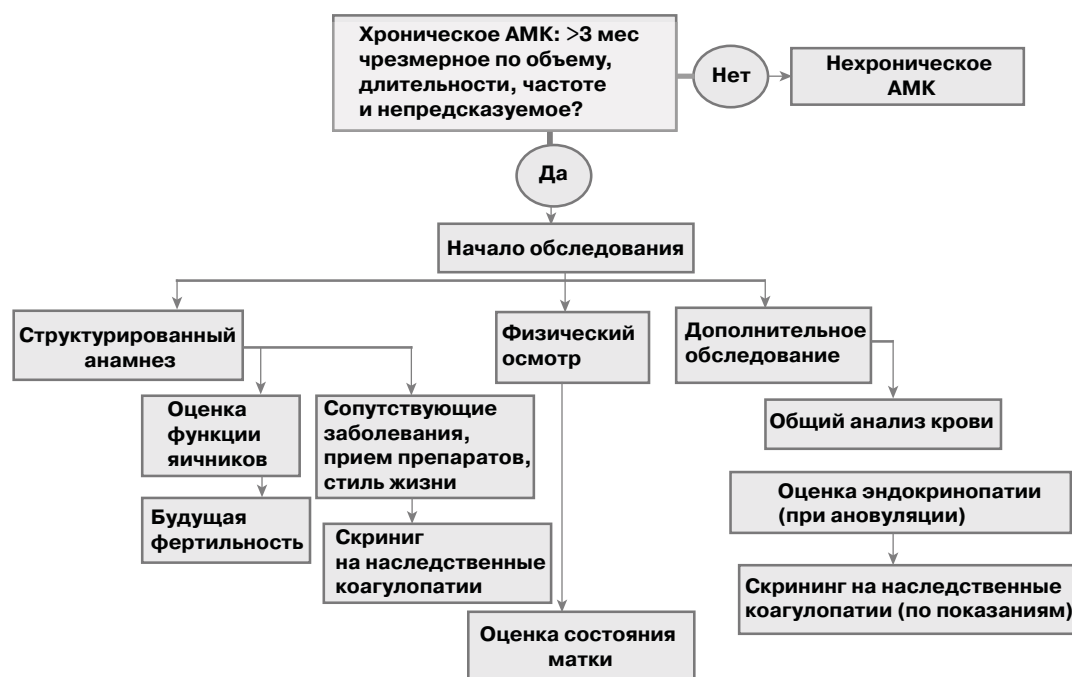 Хроническое АМК: >3 мес
чрезмерное по объему,
длительности, частоте
и непредсказуемое?
Нет
Нехроническое
АМК
Да
Начало обследования
Структурированный
анамнез
Физический
осмотр
Дополнительное
обследование
Оценка
функции
яичников
Сопутствующие
заболевания,
прием препаратов,
стиль жизни
Общий анализ крови
Будущая
фертильность
Скриниг
на наследственные
коагулопатии
Оценка эндокринопатии
(при ановуляции)
Скрининг на наследственные
коагулопатии (по показаниям)
Оценка состояния
матки